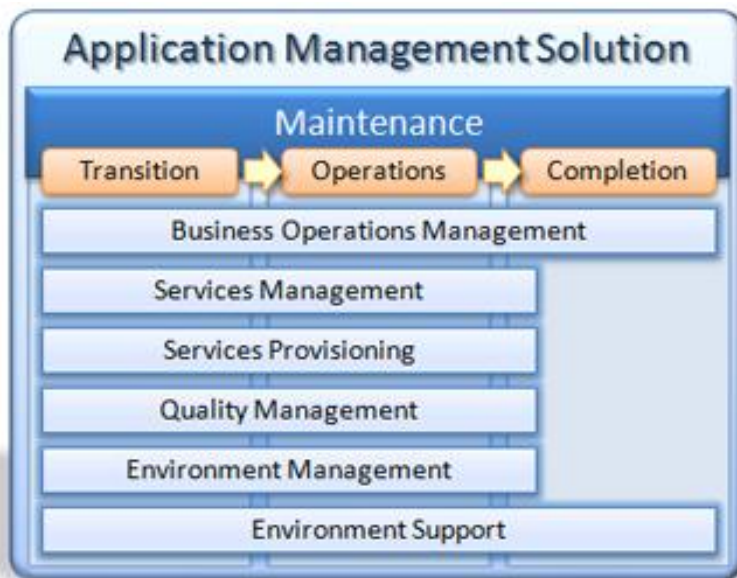 Application Management Solution
Maintenance
Transition Operations Completion
Business Operations Management
Services Management
Services Provisioning
Quality Management
Environment Management
Environment Support